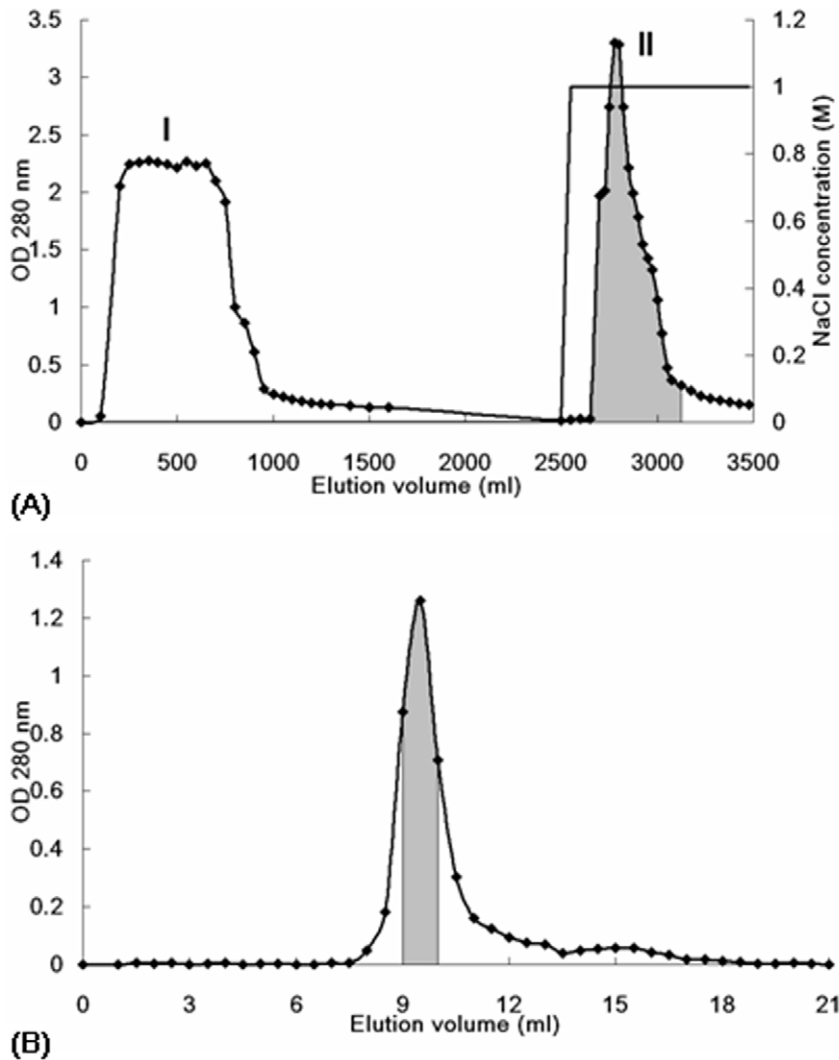 3.5
3
2.5
2
1.5
1
0.5
0
OD 280 nm
I
II
1.2
1
0.8
0.6
0.4
0.2
0
NaCl concentration (M)
0 500 1000 1500 2000 2500 3000 3500
Elution volume (ml)
(A)
1.4
1.2
1
0.8
0.6
0.4
0.2
0
OD 280 nm
0 3 6 9 12 15 18 21
Elution volume (ml)
(B)